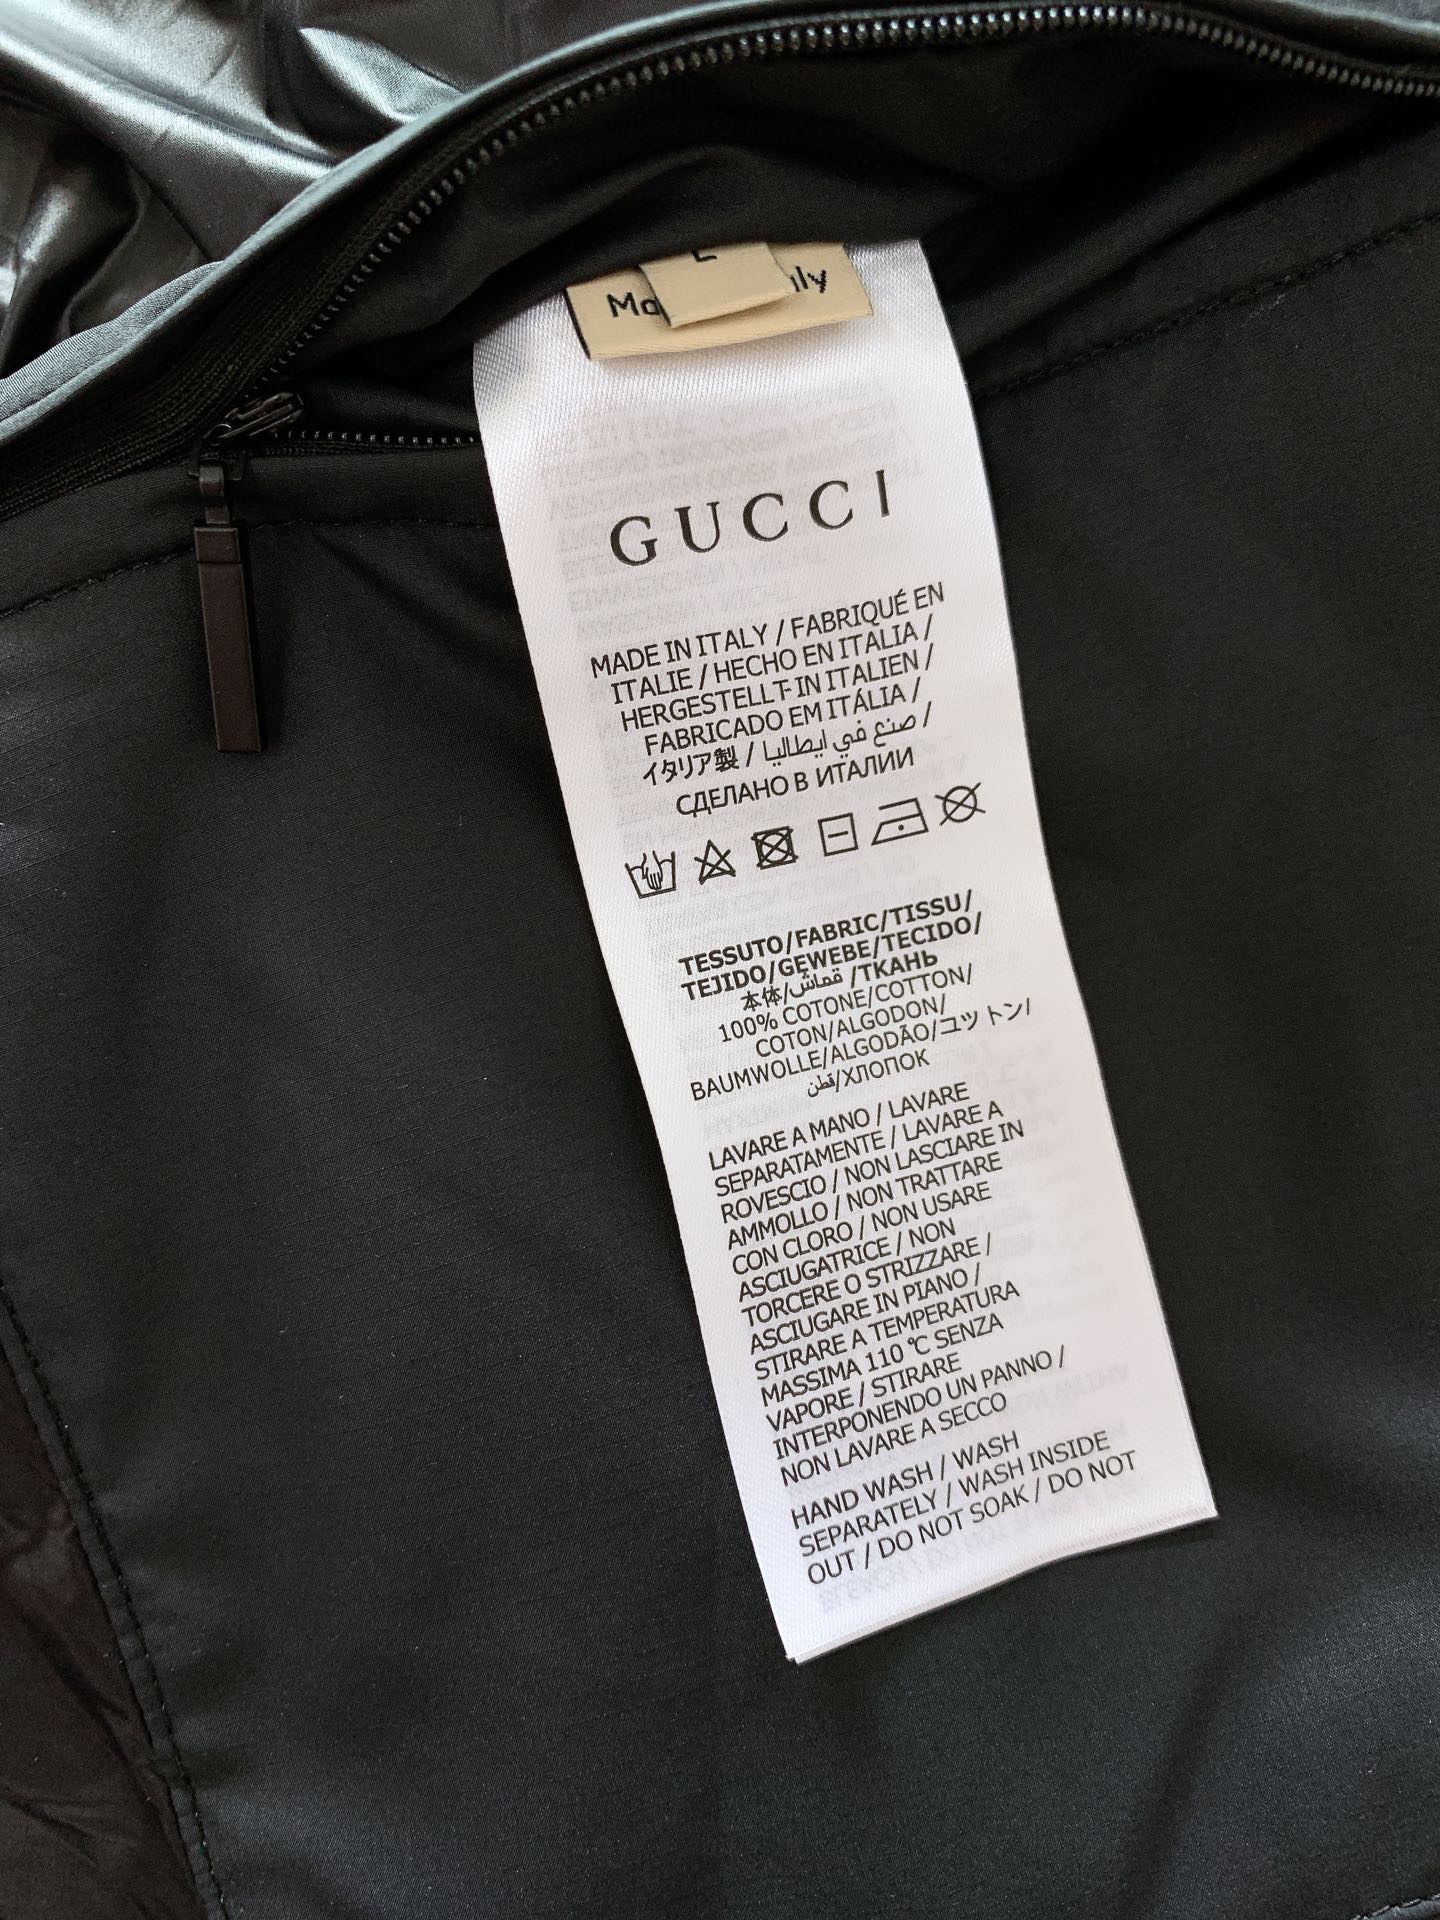 L
Ma
ly
GUCCI
MADE IN ITALY / FABRIQUÉ EN
ITALIE / HECHO EN ITALIA /
HERGESTELLT IN ITALIEN /
FABRICADO EM ITÁLIA /
イタリア製 / صنع في ايطاليا /
СДЕЛАНО В ИТАЛИИ
TESSUTO/FABRIC/TISSU/
TEJIDO/GEWEBE/TECIDO/
本体/قماش /ТКАНЬ
100% COTONE/COTTON/
COTON/ALGODON/
BAUMWOLLE/ALGODÃO/コットン/
قطن/ХЛОПОК
LAVARE A MANO / LAVARE
SEPARATAMENTE / LAVARE A
ROVESCIO / NON LASCIARE IN
AMMOLLO / NON TRATTARE
CON CLORO / NON USARE
ASCIUGATRICE / NON
TORCERE O STRIZZARE /
ASCIUGARE IN PIANO /
STIRARE A TEMPERATURA
MASSIMA 110 °C SENZA
VAPORE / STIRARE
INTERPONENDO UN PANNO /
NON LAVARE A SECCO
HAND WASH / WASH
SEPARATELY / WASH INSIDE
OUT / DO NOT SOAK / DO NOT